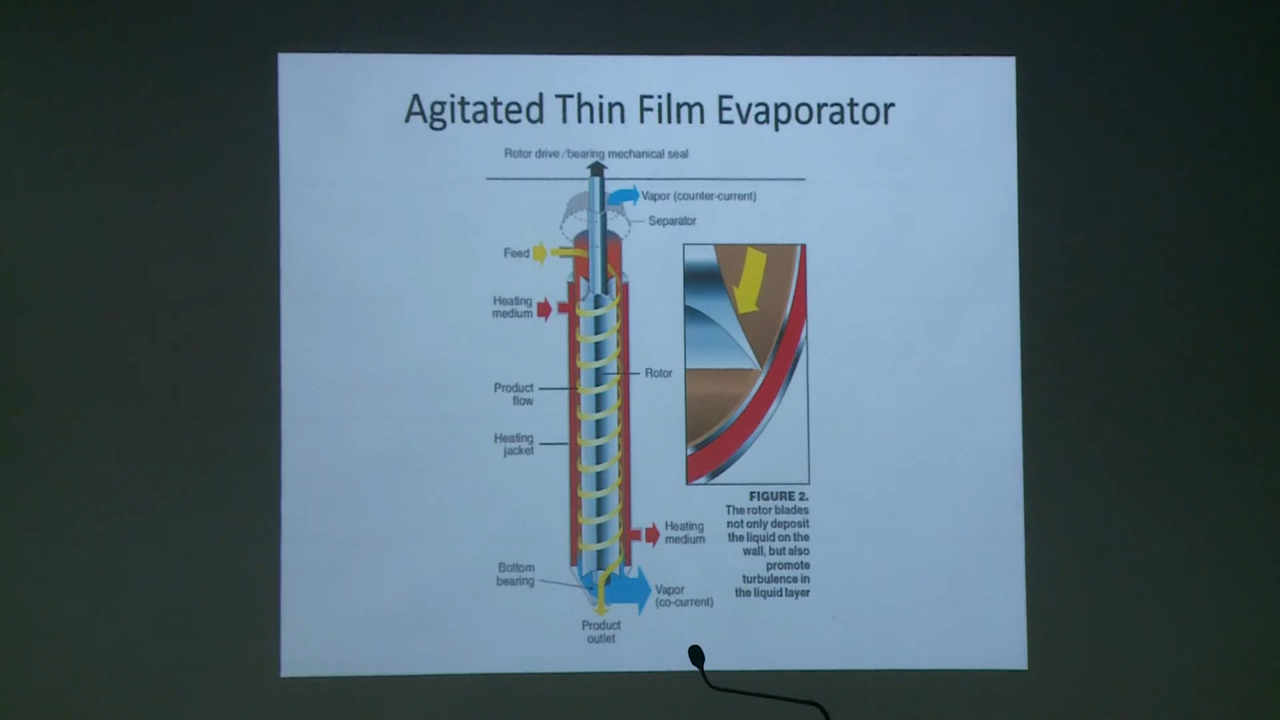 Agitated Thin Film Evaporator
Rotor drive/bearing mechanical seal
Vapor (counter-current)
Separator
Feed
Heating
medium
Rotor
Product
flow
Heating
jacket
Heating
medium
Bottom
bearing
Vapor
(co-current)
Product
outlet
FIGURE 2.
The rotor blades
not only deposit
the liquid on the
wall, but also
promote
turbulence in
the liquid layer